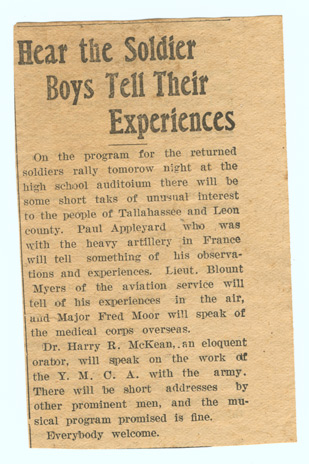 Hear the Soldier
Boys Tell Their
Experiences
On the program for the returned
soldiers rally tomorow night at the
high school auditoium there will be
some short taks of unusual interest
to the people of Tallahassee and Leon
county. Paul Appleyard who was
with the heavy artillery in France
will tell something of his observa-
tions and experiences. Lieut. Blount
Myers of the aviation service will
tell of his experiences in the air,
and Major Fred Moor will speak of
the medical corps overseas.
Dr. Harry R. McKean, an eloquent
orator, will speak on the work of
the Y. M. C. A. with the army.
There will be short addresses by
other prominent men, and the mu-
sical program promised is fine.
Everybody welcome.